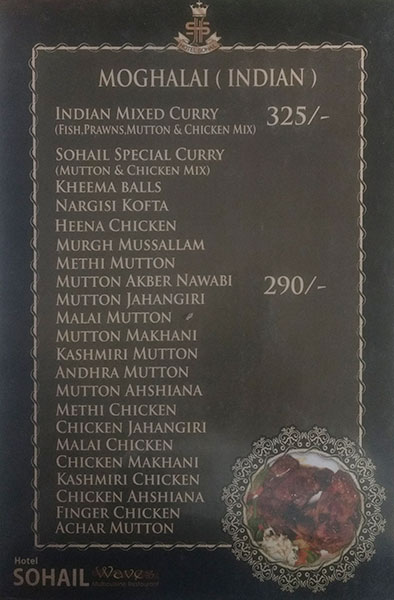 MOGHALAI ( INDIAN )
INDIAN MIXED CURRY 325/-
(FISH,PRAWNS,MUTTON & CHICKEN MIX)
SOHAIL SPECIAL CURRY
(MUTTON & CHICKEN MIX)
KHEEMA BALLS
NARGISI KOFTA
HEENA CHICKEN
MURGH MUSSALLAM
METHI MUTTON
MUTTON AKBER NAWABI 290/-
MUTTON JAHANGIRI
MALAI MUTTON
MUTTON MAKHANI
KASHMIRI MUTTON
ANDHRA MUTTON
MUTTON AHSHIANA
METHI CHICKEN
CHICKEN JAHANGIRI
MALAI CHICKEN
CHICKEN MAKHANI
KASHMIRI CHICKEN
CHICKEN AHSHIANA
FINGER CHICKEN
ACHAR MUTTON
Hotel
SOHAIL Wave